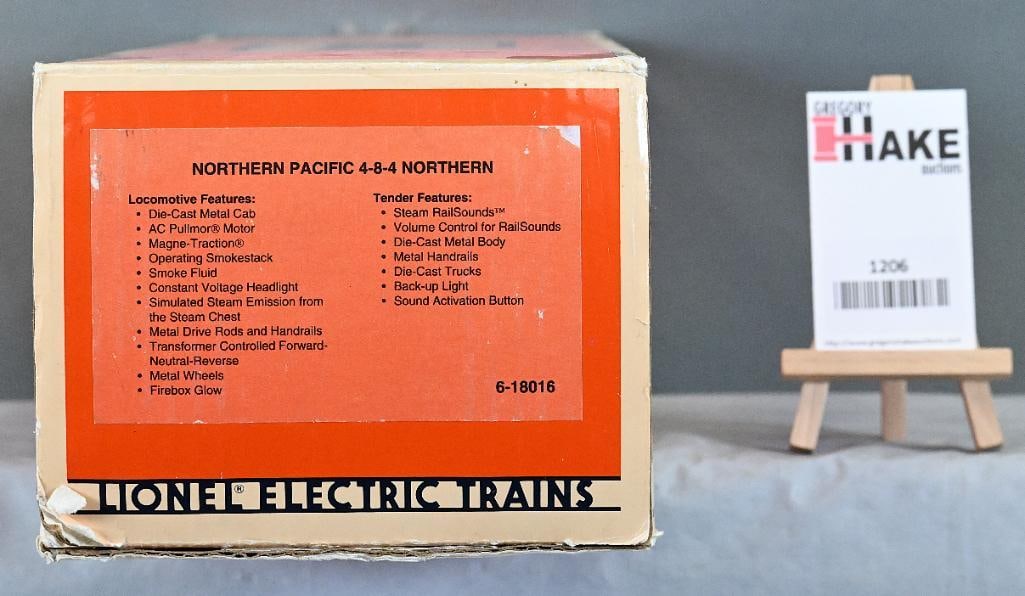 NORTHERN PACIFIC 4-8-4 NORTHERN
Locomotive Features:
• Die-Cast Metal Cab
• AC Pullmor® Motor
• Magne-Traction®
• Operating Smokestack
• Smoke Fluid
• Constant Voltage Headlight
• Simulated Steam Emission from
the Steam Chest
• Metal Drive Rods and Handrails
• Transformer Controlled Forward-
Neutral-Reverse
• Metal Wheels
• Firebox Glow
Tender Features:
• Steam RailSounds™
• Volume Control for RailSounds
• Die-Cast Metal Body
• Metal Handrails
• Die-Cast Trucks
• Back-up Light
• Sound Activation Button
6-18016
LIONEL® ELECTRIC TRAINS
GREGORY
HAKE
auctions
1206